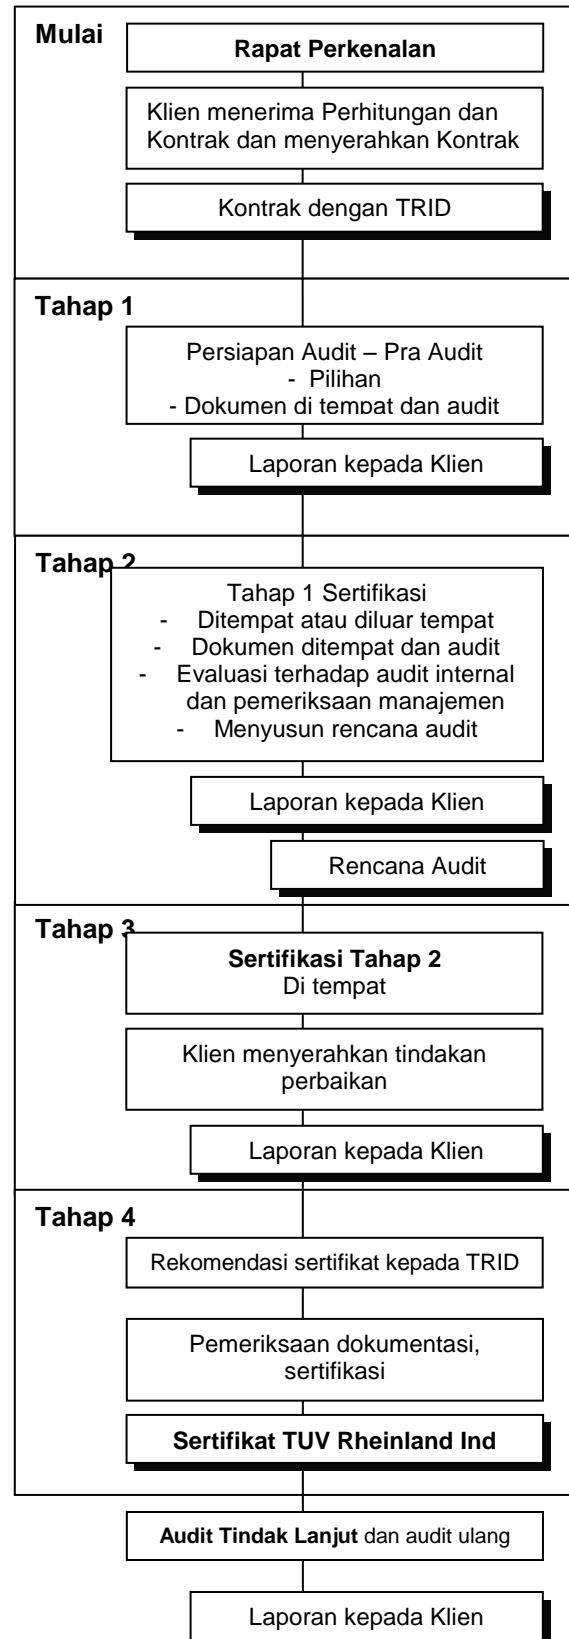 Mulai
Rapat Perkenalan
Klien menerima Perhitungan dan
Kontrak dan menyerahkan Kontrak
Kontrak dengan TRID
Tahap 1
Persiapan Audit – Pra Audit
- Pilihan
- Dokumen di tempat dan audit
Laporan kepada Klien
Tahap 2
Tahap 1 Sertifikasi
- Ditempat atau diluar tempat
- Dokumen ditempat dan audit
- Evaluasi terhadap audit internal
dan pemeriksaan manajemen
- Menyusun rencana audit
Laporan kepada Klien
Rencana Audit
Tahap 3
Sertifikasi Tahap 2
Di tempat
Klien menyerahkan tindakan
perbaikan
Laporan kepada Klien
Tahap 4
Rekomendasi sertifikat kepada TRID
Pemeriksaan dokumentasi,
sertifikasi
Sertifikat TUV Rheinland Ind
Audit Tindak Lanjut dan audit ulang
Laporan kepada Klien